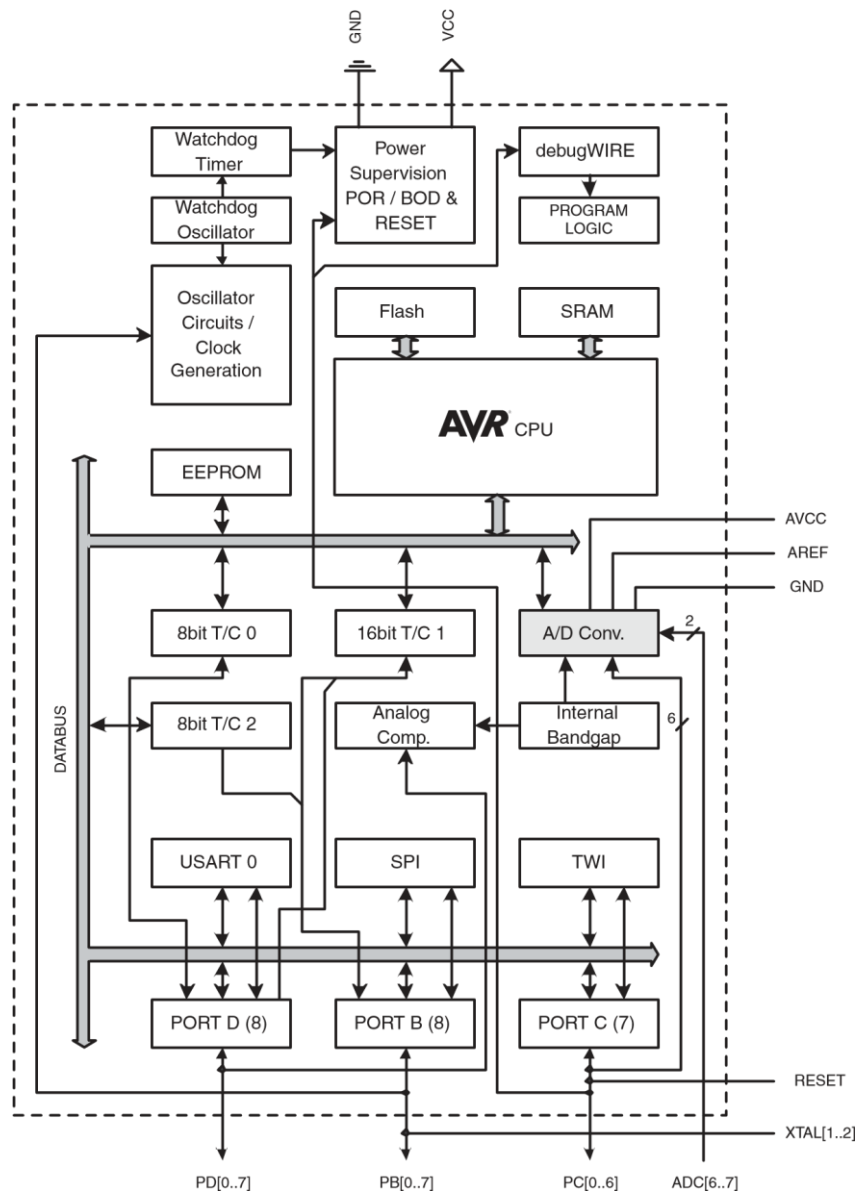 GND
VCC
Watchdog
Timer
Power
Supervision
POR / BOD &
RESET
debugWIRE
Watchdog
Oscillator
PROGRAM
LOGIC
Oscillator
Circuits /
Clock
Generation
Flash
SRAM
AVR CPU
EEPROM
AVCC
AREF
GND
8bit T/C 0
16bit T/C 1
A/D Conv.
2
8bit T/C 2
Analog
Comp.
Internal
Bandgap
6
DATABUS
USART 0
SPI
TWI
PORT D (8)
PORT B (8)
PORT C (7)
RESET
XTAL[1..2]
PD[0..7]
PB[0..7]
PC[0..6]
ADC[6..7]